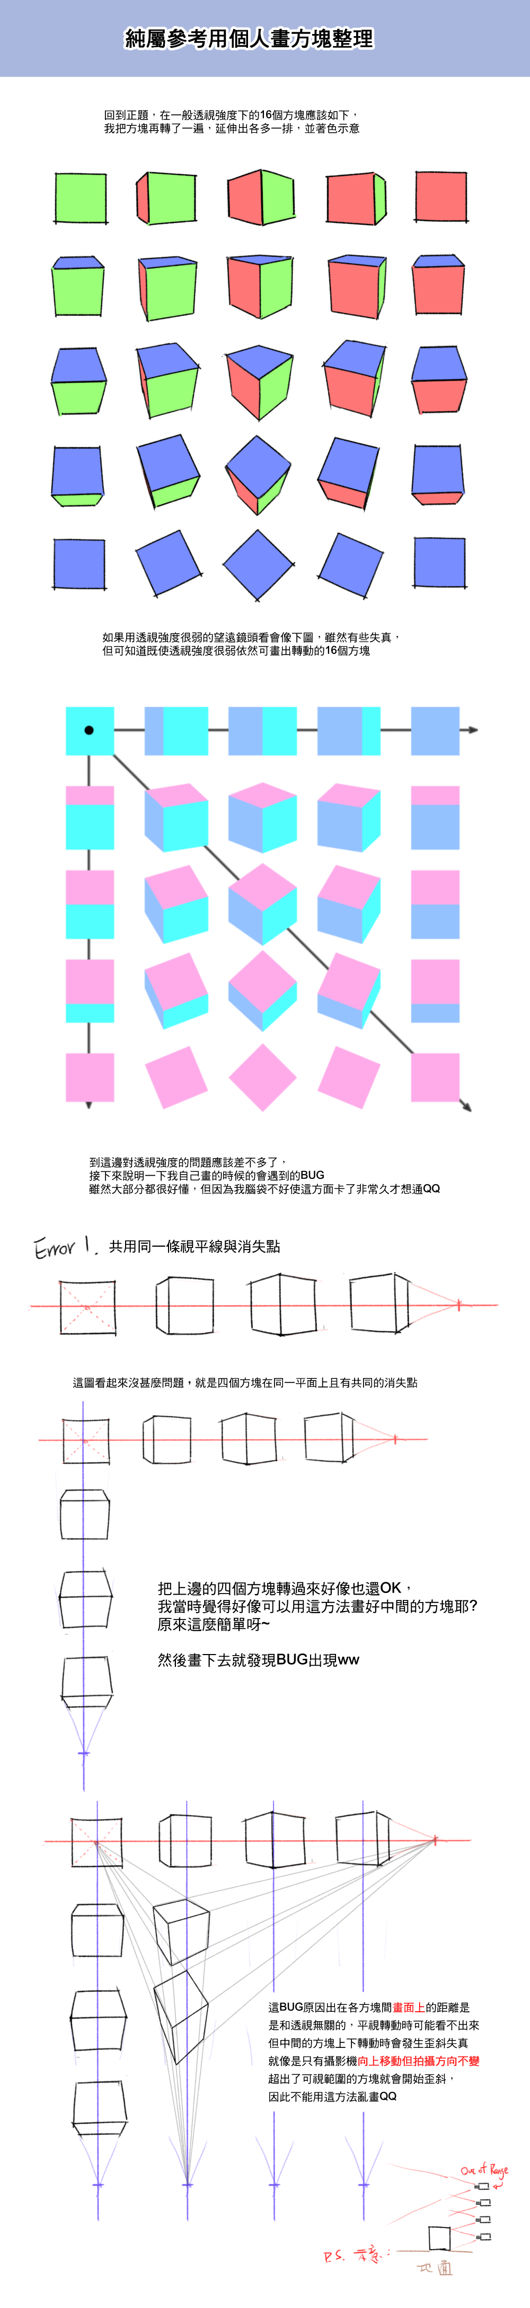 純屬參考用個人畫方塊整理
回到正題，在一般透視強度下的16個方塊應該如下，
我把方塊再轉了一遍，延伸出各多一排，並著色示意
如果用透視強度很弱的望遠鏡頭看會像下圖，雖然有些失真，
但可知道既使透視強度很弱依然可畫出轉動的16個方塊
到這邊對透視強度的問題應該差不多了，
接下來說明一下我自己畫的時候的會遇到的BUG
雖然大部分都很好懂，但因為我腦袋不好使這方面卡了非常久才想通QQ
Error 1. 共用同一條視平線與消失點
這圖看起來沒甚麼問題，就是四個方塊在同一平面上且有共同的消失點
把上邊的四個方塊轉過來好像也還OK，
我當時覺得好像可以用這方法畫好中間的方塊耶?
原來這麼簡單呀~
然後畫下去就發現BUG出現ww
這BUG原因出在各方塊間畫面上的距離是
是和透視無關的，平視轉動時可能看不出來
但中間的方塊上下轉動時會發生歪斜失真
就像是只有攝影機向上移動但拍攝方向不變
超出了可視範圍的方塊就會開始歪斜，
因此不能用這方法亂畫QQ
Out of Range
P.S. 示意:
地面